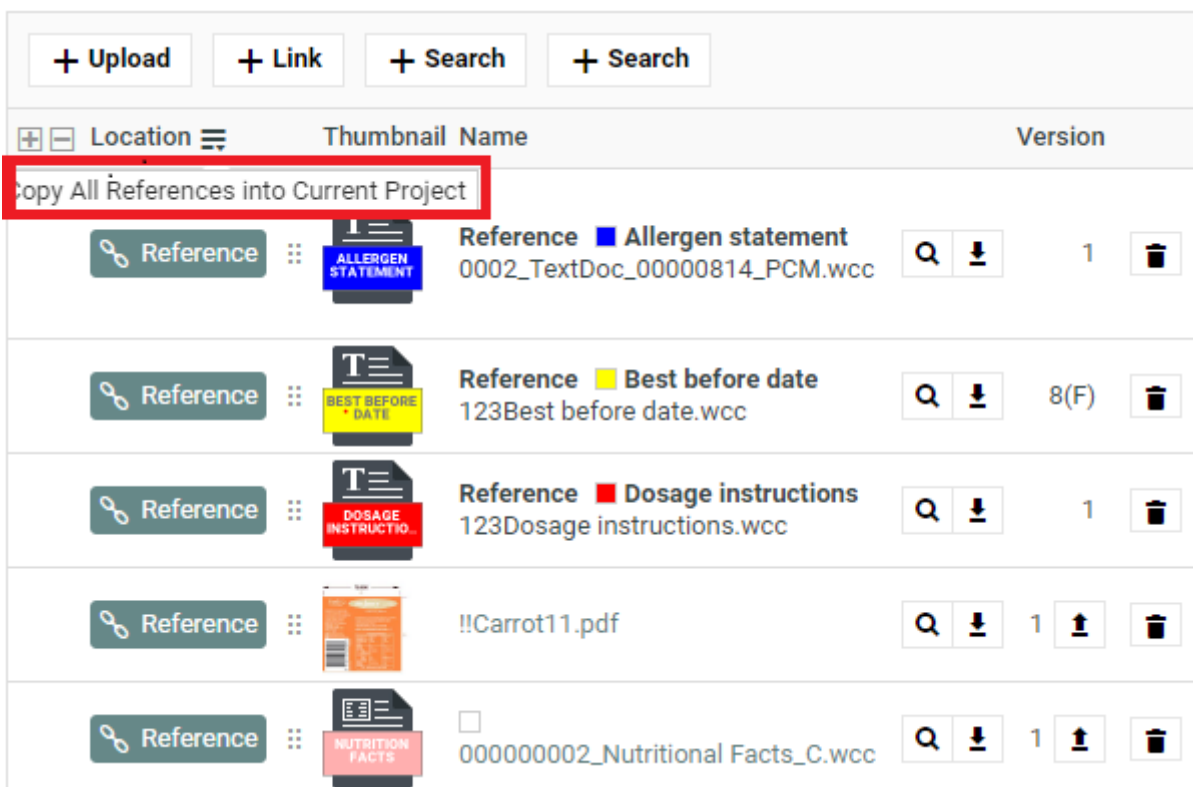 + Upload + Link + Search + Search
Location Thumbnail Name Version
Copy All References into Current Project
Reference ALLERGEN STATEMENT Reference Allergen statement
0002_TextDoc_00000814_PCM.wcc 1
Reference BEST BEFORE * DATE Reference Best before date
123Best before date.wcc 8(F)
Reference DOSAGE INSTRUCTIO... Reference Dosage instructions
123Dosage instructions.wcc 1
Reference !!Carrot11.pdf 1
Reference NUTRITION FACTS 000000002_Nutritional Facts_C.wcc 1